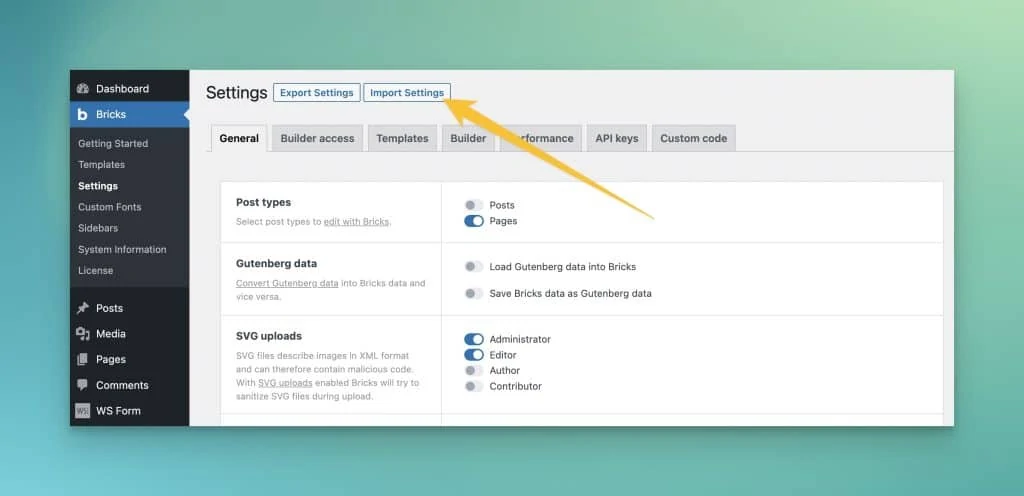 Dashboard
Bricks
Getting Started
Templates
Settings
Custom Fonts
Sidebars
System Information
License
Posts
Media
Pages
Comments
WS Form
Settings Export Settings Import Settings
General Builder access Templates Builder formance API keys Custom code
Post types
Select post types to edit with Bricks.
Posts
Pages
Gutenberg data
Convert Gutenberg data into Bricks data and
vice versa.
Load Gutenberg data into Bricks
Save Bricks data as Gutenberg data
SVG uploads
SVG files describe images in XML format
and can therefore contain malicious code.
With SVG uploads enabled Bricks will try to
sanitize SVG files during upload.
Administrator
Editor
Author
Contributor